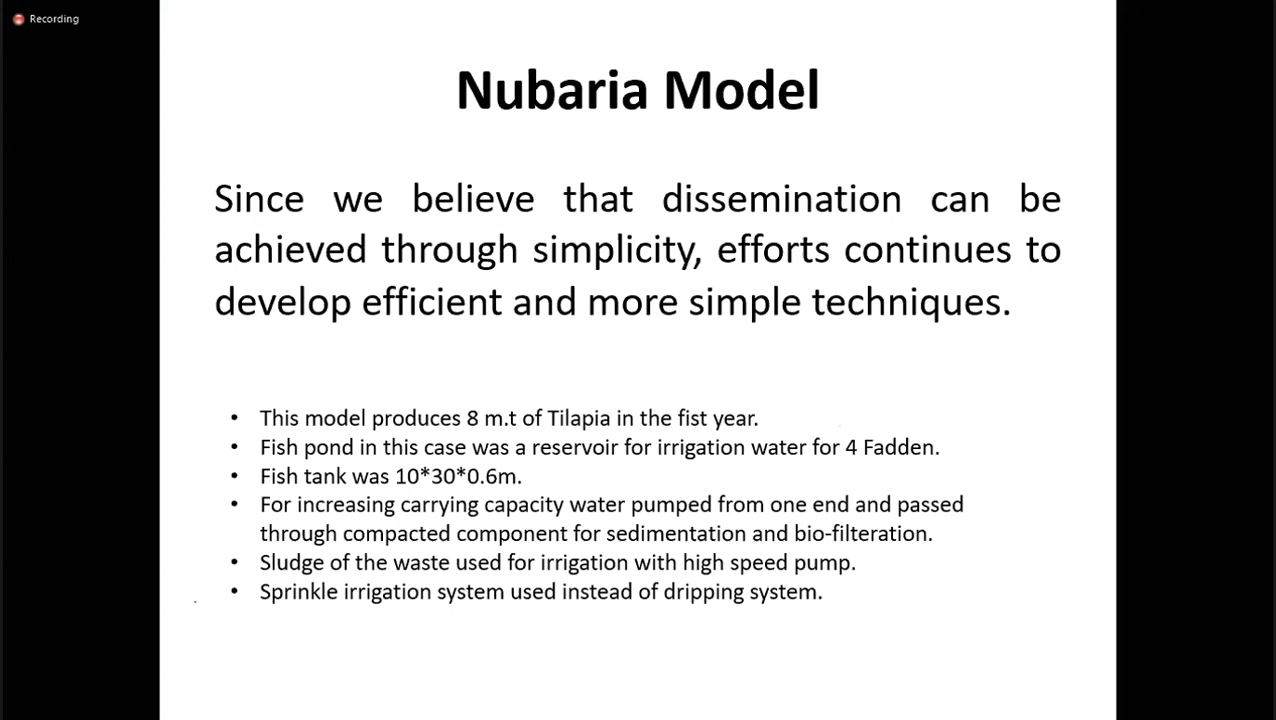 Recording
Nubaria Model
Since we believe that dissemination can be
achieved through simplicity, efforts continues to
develop efficient and more simple techniques.
• This model produces 8 m.t of Tilapia in the fist year.
• Fish pond in this case was a reservoir for irrigation water for 4 Fadden.
• Fish tank was 10*30*0.6m.
• For increasing carrying capacity water pumped from one end and passed
through compacted component for sedimentation and bio-filteration.
• Sludge of the waste used for irrigation with high speed pump.
• Sprinkle irrigation system used instead of dripping system.